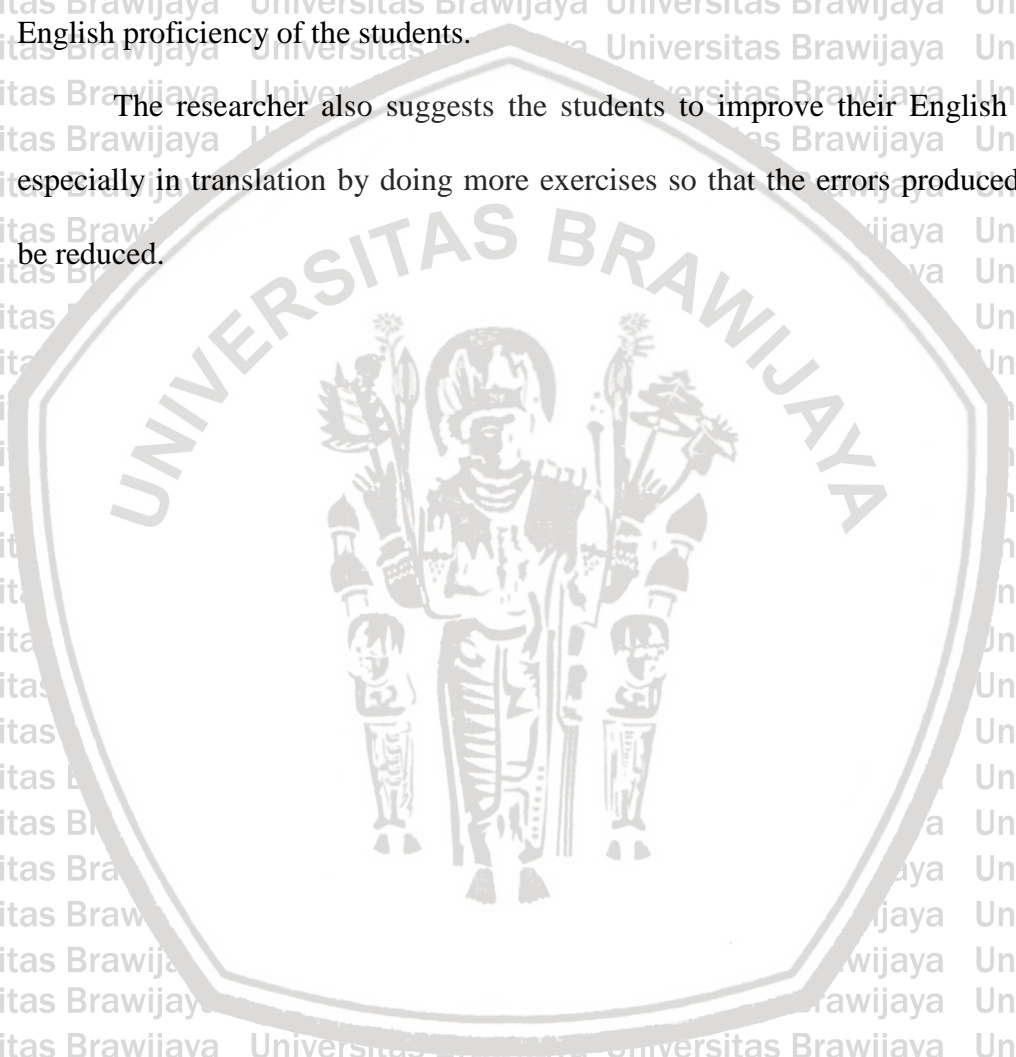 English proficiency of the students.
The researcher also suggests the students to improve their English
especially in translation by doing more exercises so that the errors produced
be reduced.
UNIVERSITAS BRAWIJAYA